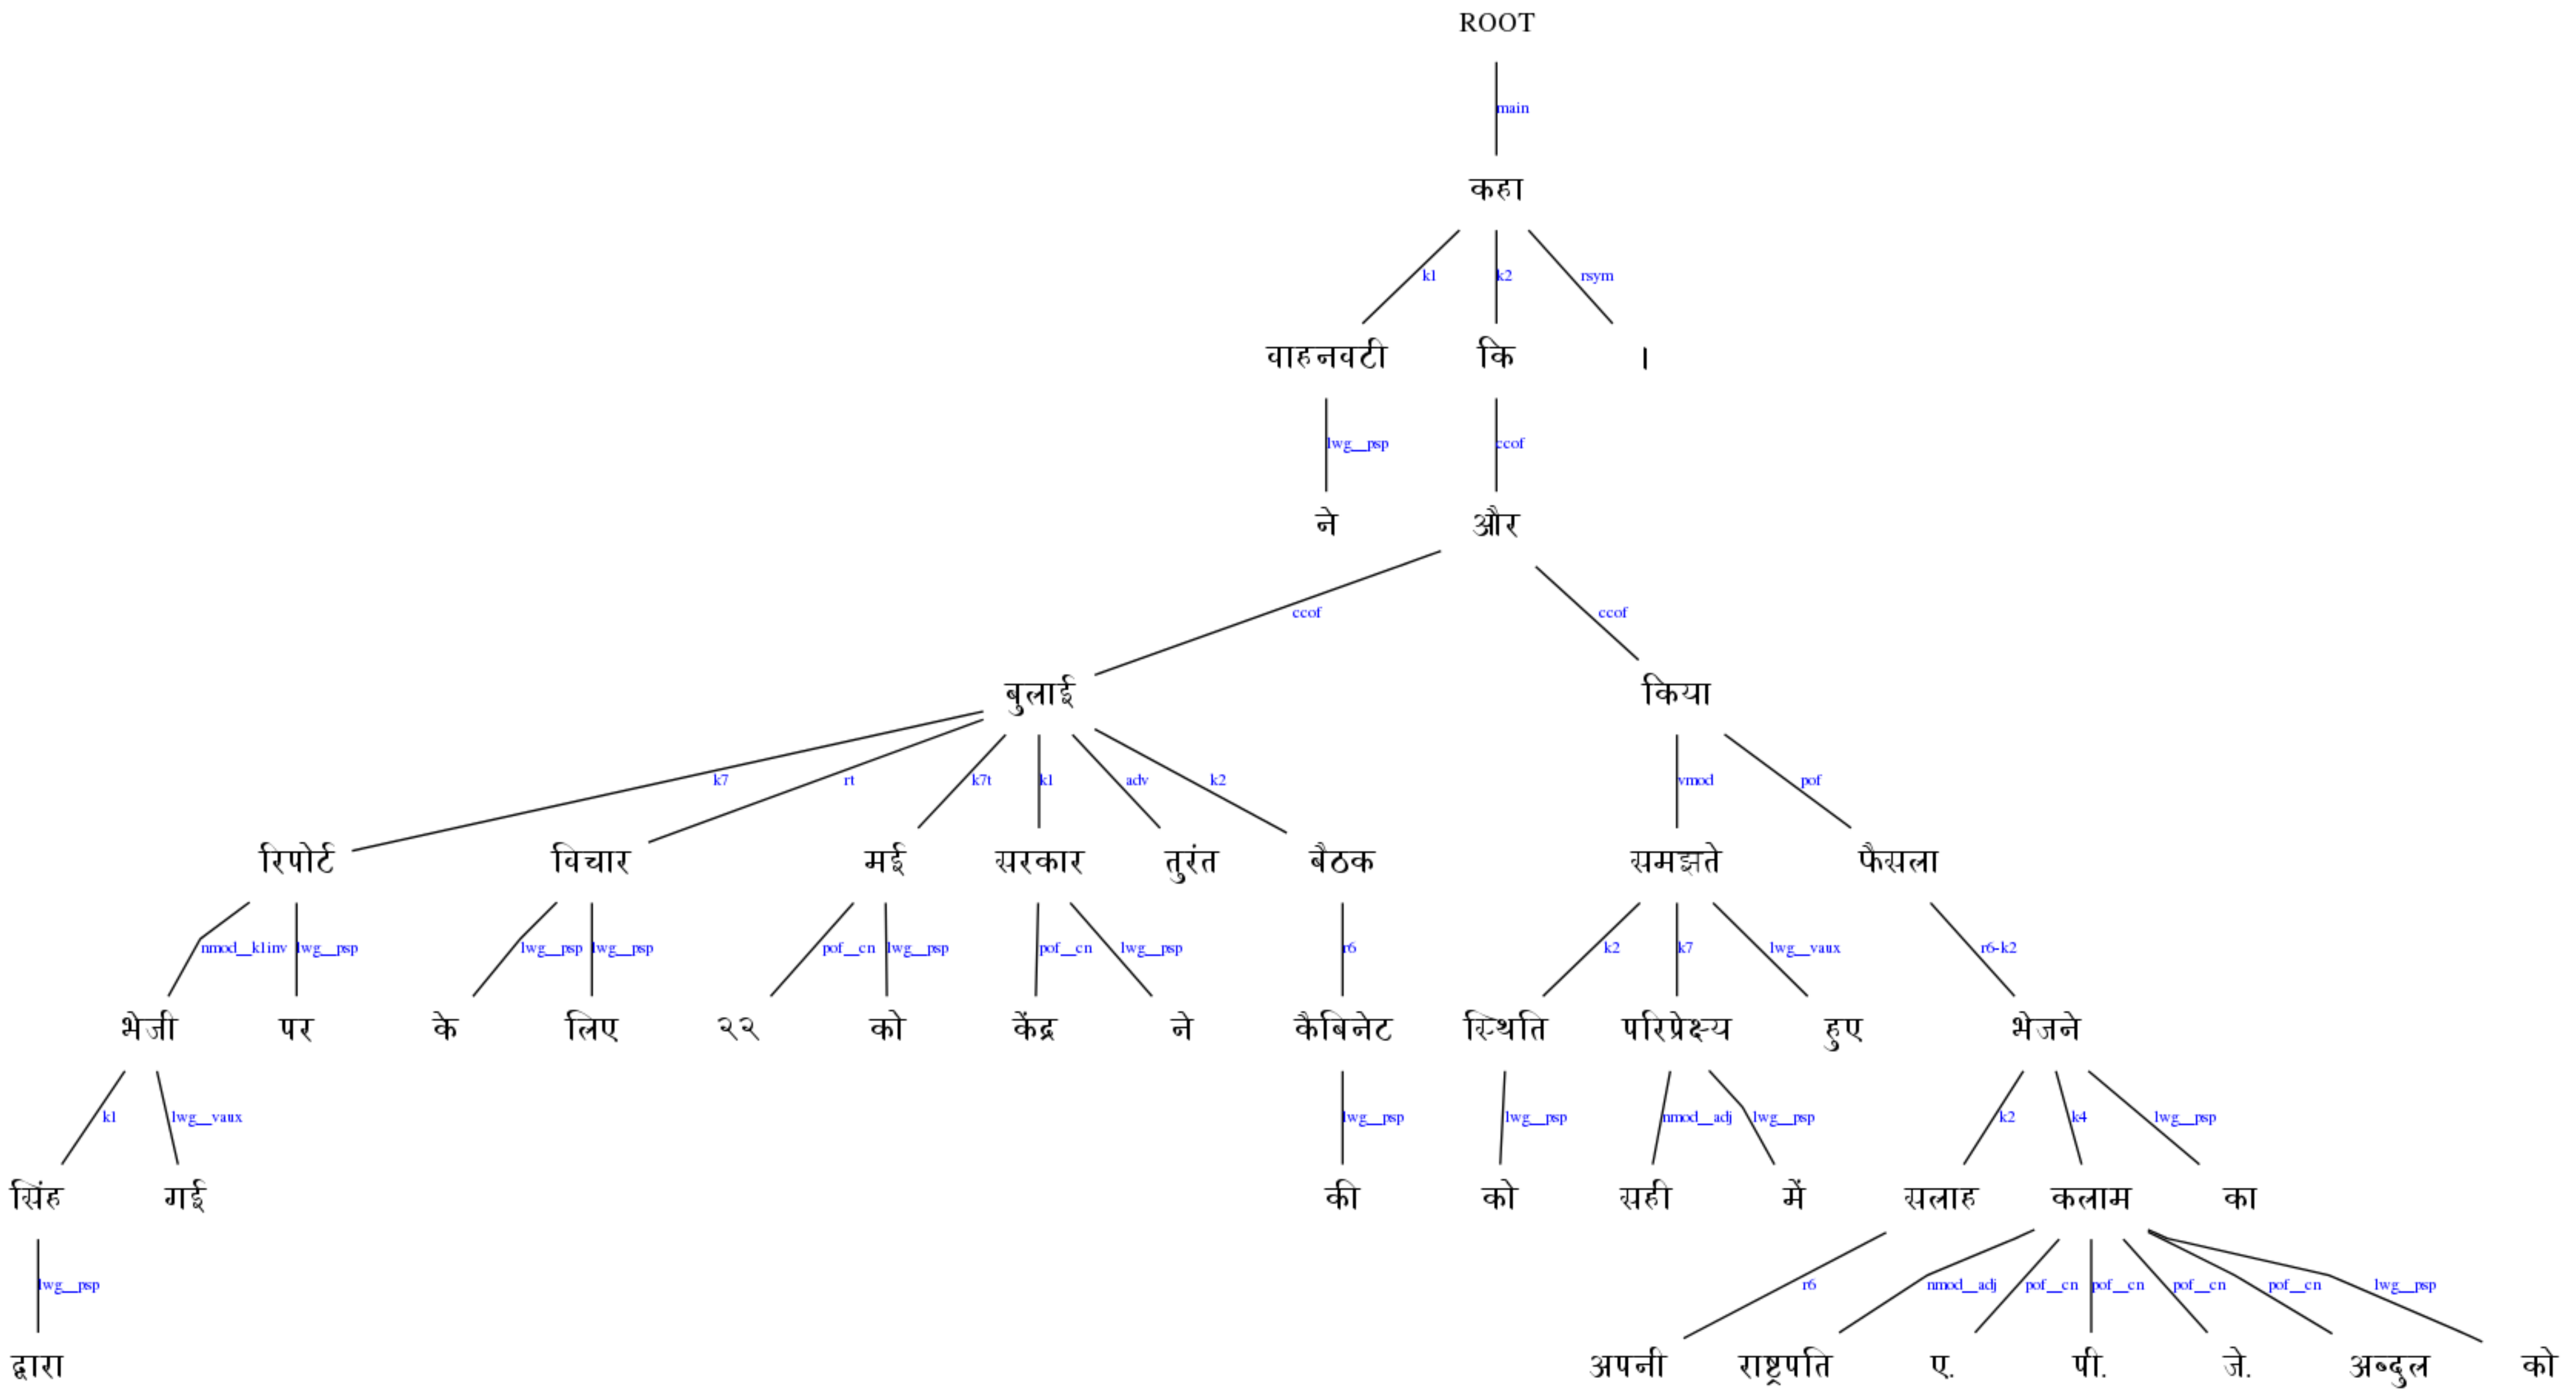 ROOT
main
कहा
k1 k2 rsym
वाहनवटी कि ।
lwg__psp ccof
ने और
ccof ccof
बुलाई किया
k7 rt k7t k1 adv k2 vmod pof
रिपोर्ट विचार मई सरकार तुरंत बैठक समझते फैसला
nmod__k1inv lwg__psp lwg__psp lwg__psp pof__cn lwg__psp pof__cn lwg__psp r6 k2 k7 lwg__vaux r6-k2
भेजी पर के लिए २२ को केंद्र ने कैबिनेट स्थिति परिप्रेक्ष्य हुए भेजने
k1 lwg__vaux lwg__psp lwg__psp nmod__adj lwg__psp k2 k4 lwg__psp
सिंह गई की को सही में सलाह कलाम का
lwg__psp r6 nmod__adj pof__cn pof__cn pof__cn pof__cn lwg__psp
द्वारा अपनी राष्ट्रपति ए. पी. जे. अब्दुल को